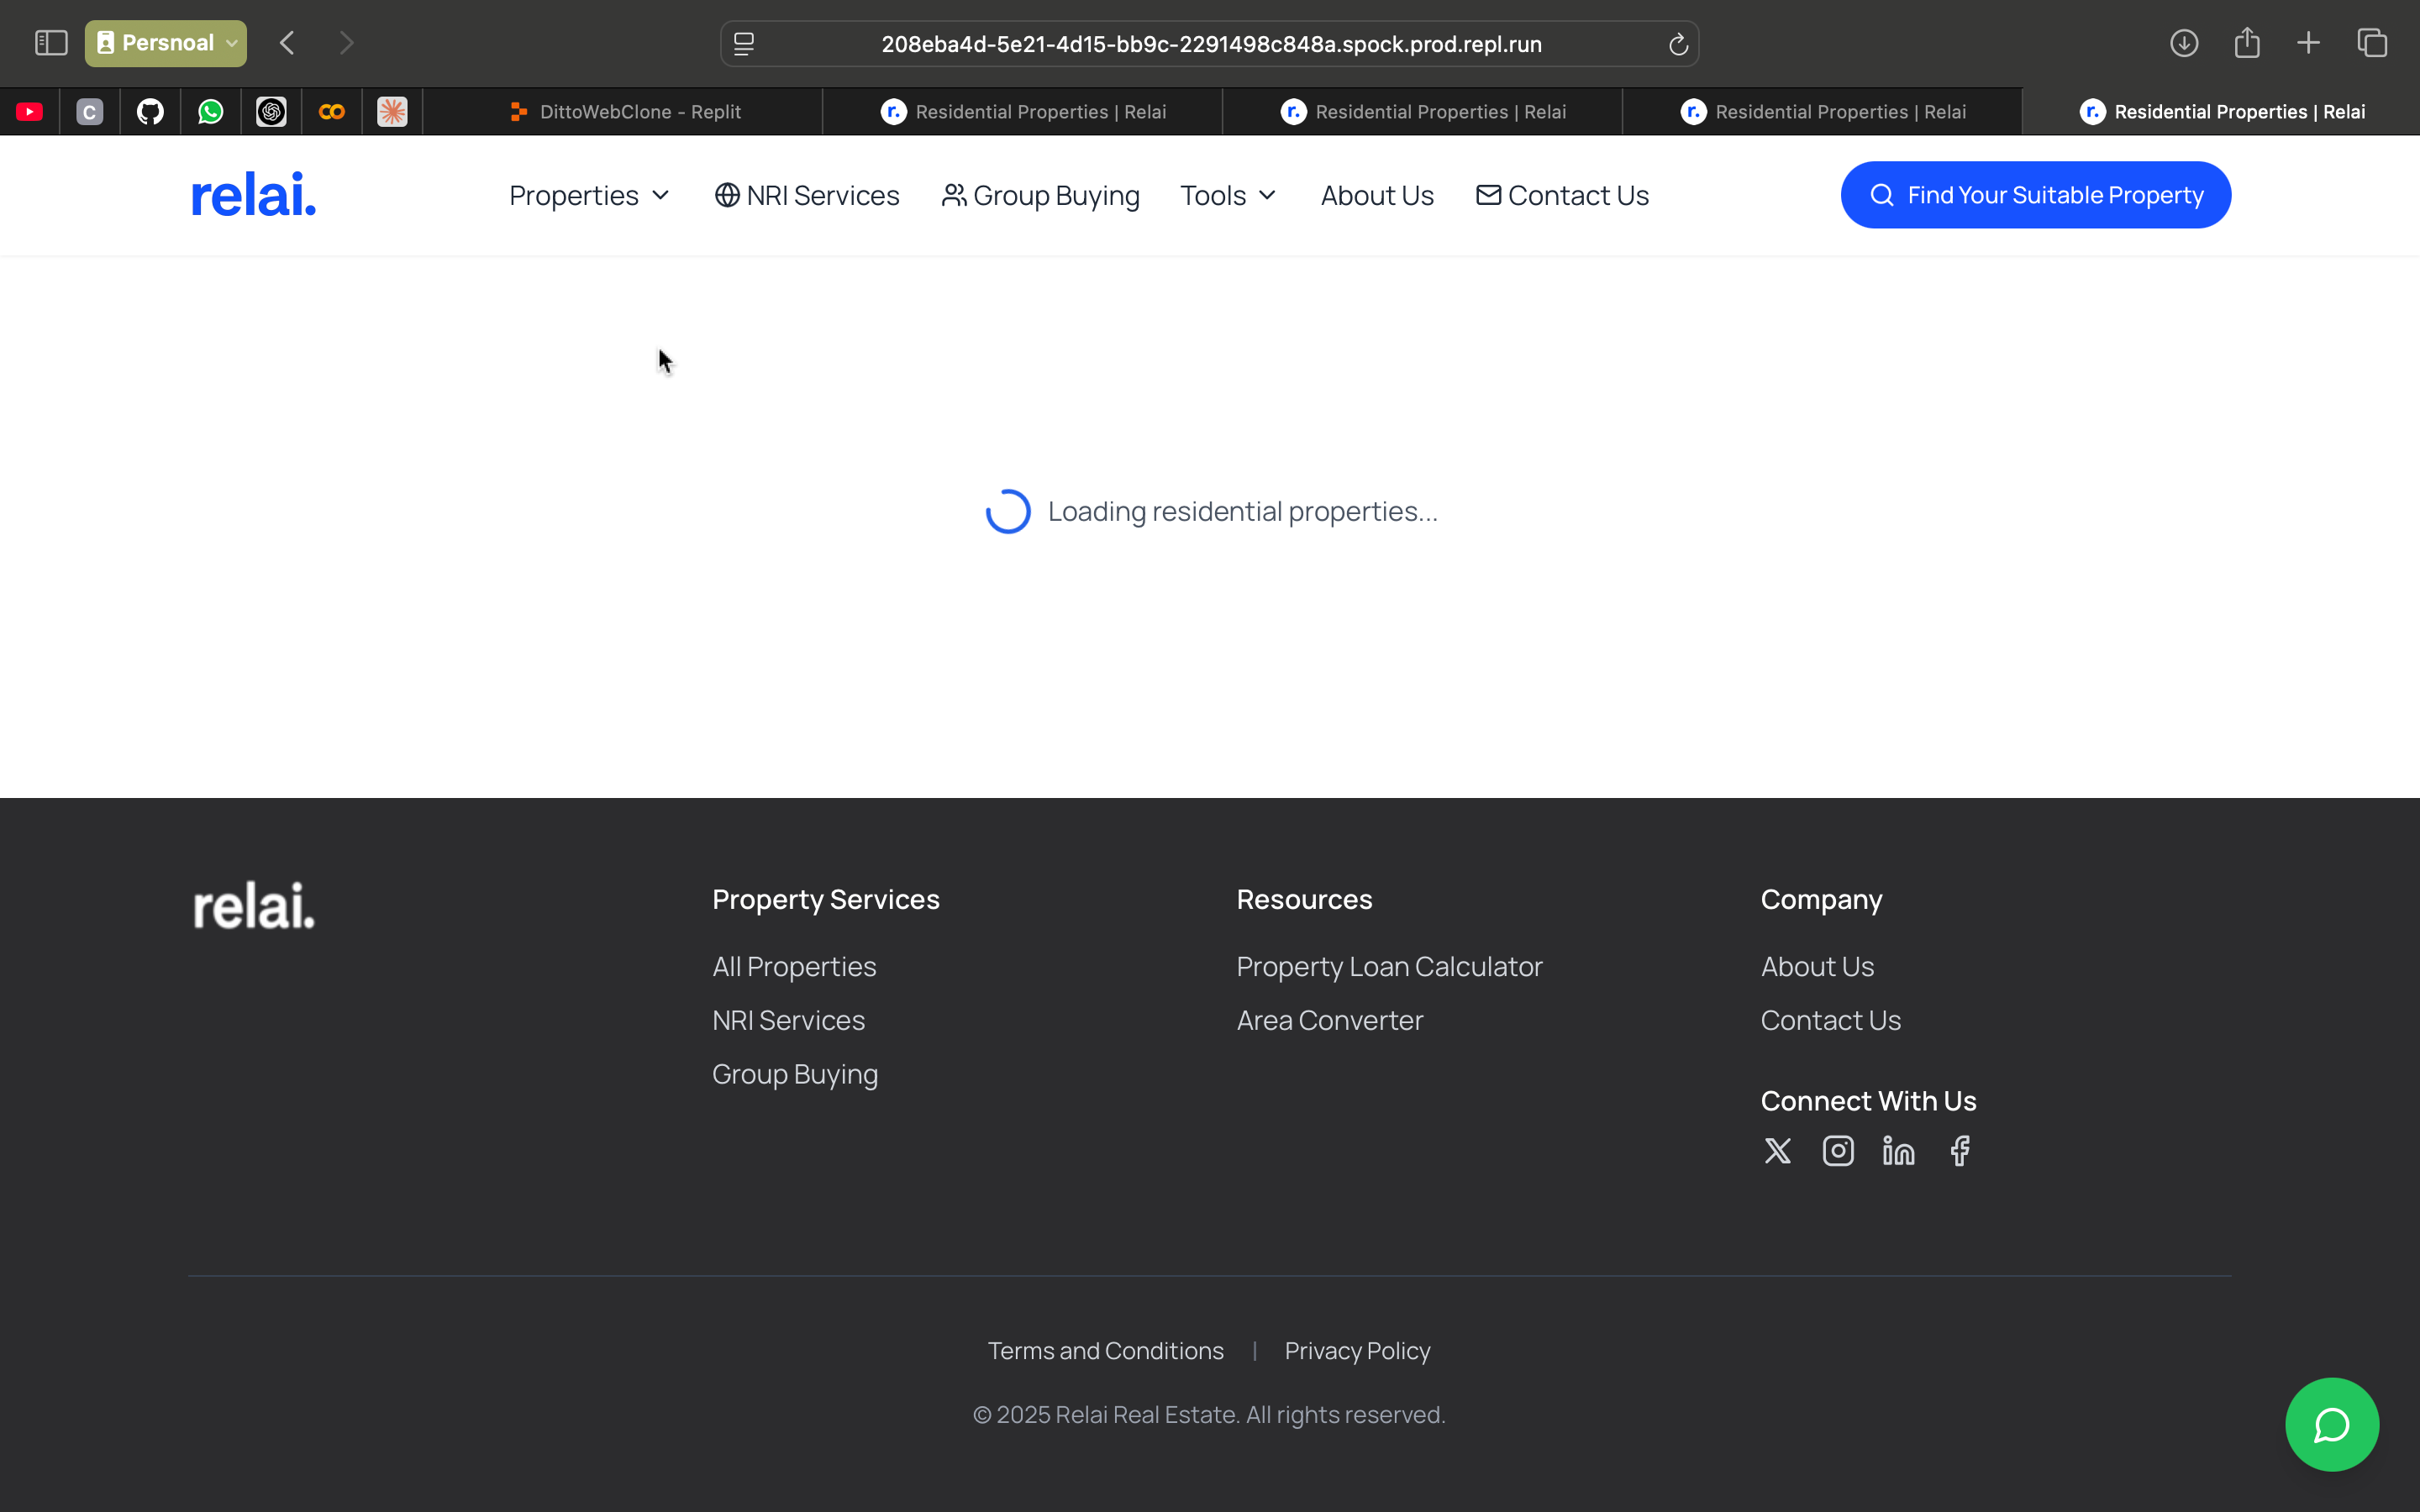 Persnoal
208eba4d-5e21-4d15-bb9c-2291498c848a.spock.prod.repl.run
C DittoWebClone - Replit r. Residential Properties | Relai r. Residential Properties | Relai r. Residential Properties | Relai r. Residential Properties | Relai
relai. Properties NRI Services Group Buying Tools About Us Contact Us Find Your Suitable Property
Loading residential properties...
relai.
Property Services
All Properties
NRI Services
Group Buying
Resources
Property Loan Calculator
Area Converter
Company
About Us
Contact Us
Connect With Us
Terms and Conditions | Privacy Policy
© 2025 Relai Real Estate. All rights reserved.